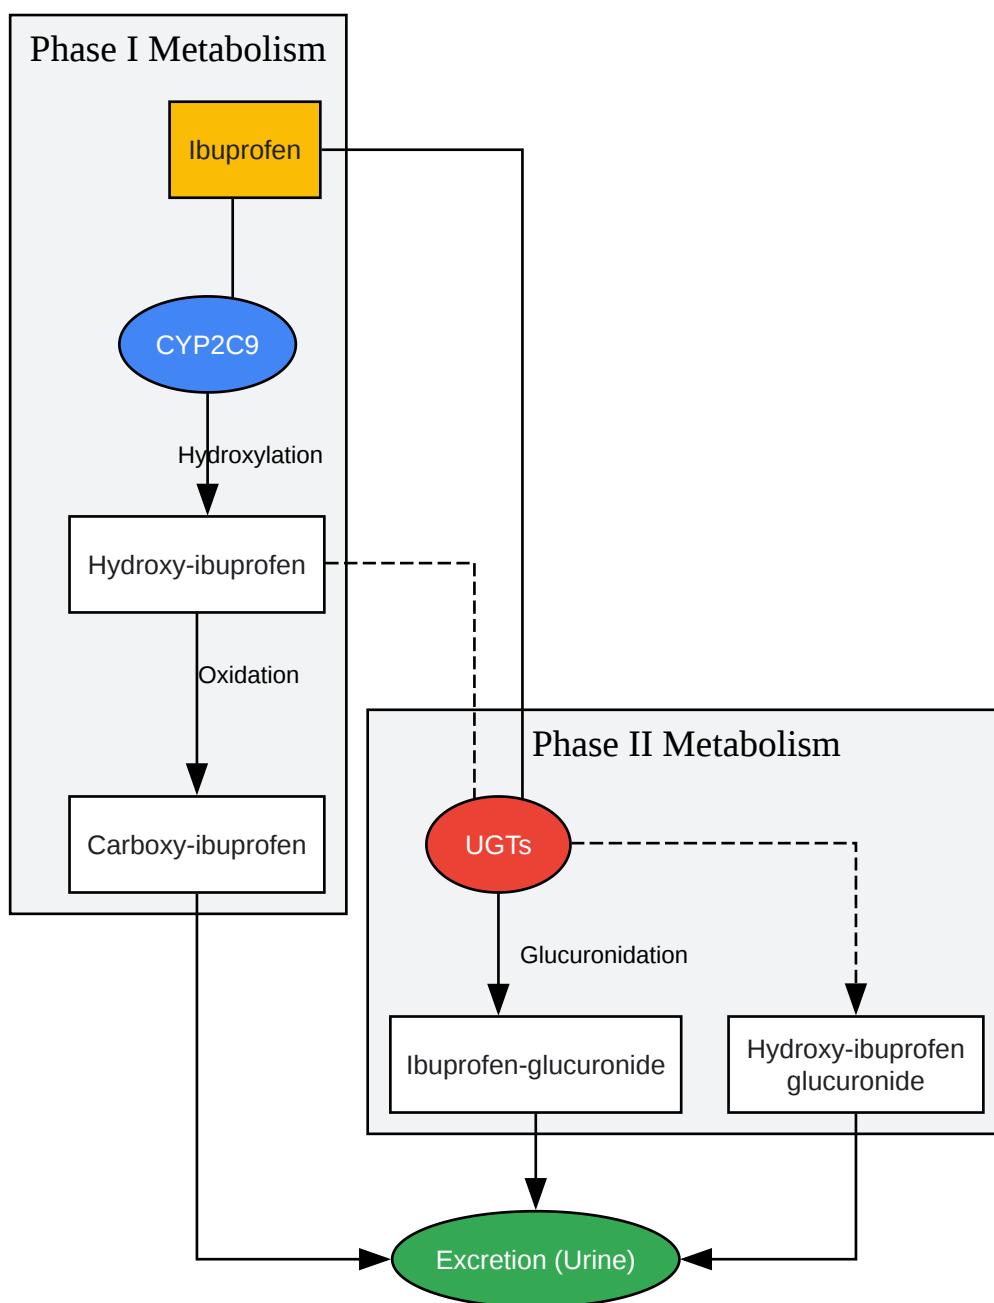 Phase I Metabolism
Ibuprofen
CYP2C9
Hydroxylation
Hydroxy-ibuprofen
Oxidation
Carboxy-ibuprofen
Phase II Metabolism
UGTs
Glucuronidation
Ibuprofen-glucuronide
Hydroxy-ibuprofen
glucuronide
Excretion (Urine)